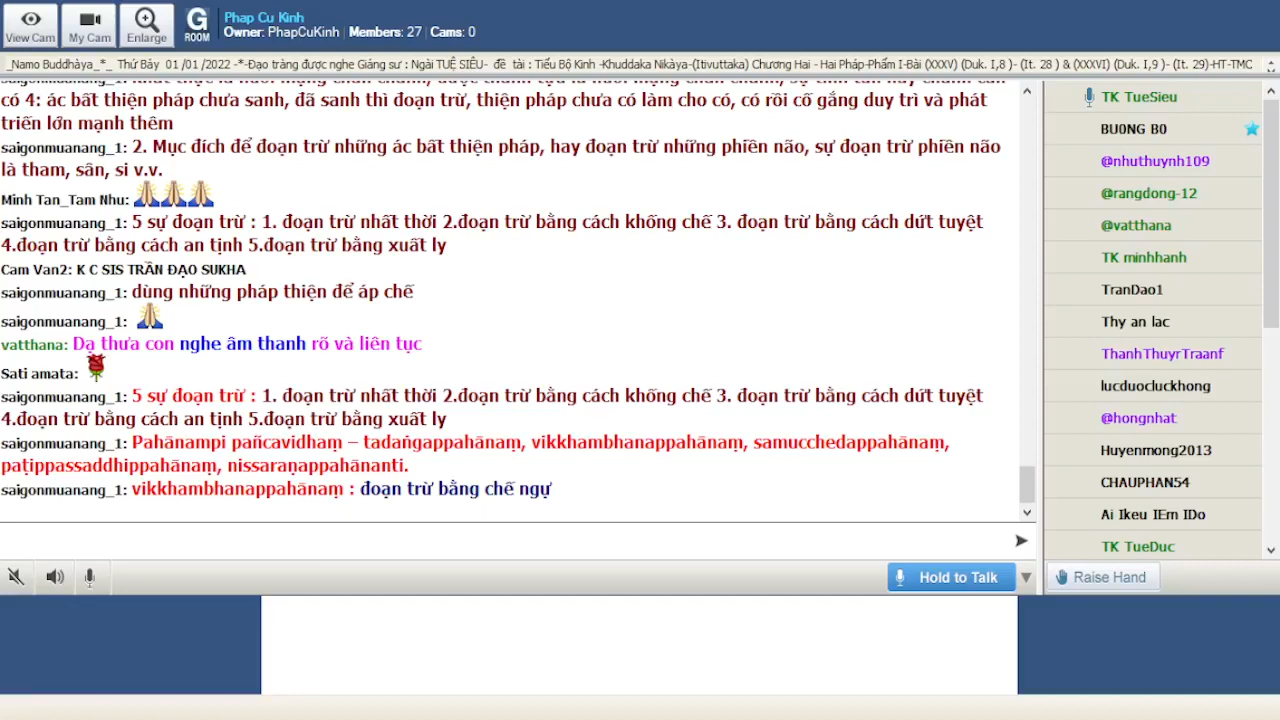 View Cam
My Cam
Enlarge
G
ROOM
Phap Cu Kinh
Owner: PhapCuKinh | Members: 27 | Cams: 0
_Namo Buddhàya_*_ Thứ Bảy 01 /01 /2022 -*-Đạo tràng được nghe Giáng sư : Ngài TUỆ SIÊU- đề tài : Tiểu Bộ Kinh -Khuddaka Nikàya-(Itivuttaka) Chương Hai - Hai Pháp-Phẩm I-Bài (XXXV) (Duk. I,8 )- (It. 28 ) & (XXXVI) (Duk. I,9 )- (It. 29)-HT-TMC
có 4: ác bất thiện pháp chưa sanh, đã sanh thì đoạn trừ, thiện pháp chưa có làm cho có, có rồi cố gắng duy trì và phát
triển lớn mạnh thêm
saigonmuanang_1: 2. Mục đích để đoạn trừ những ác bất thiện pháp, hay đoạn trừ những phiền não, sự đoạn trừ phiền não
là tham, sân, si v.v.
Minh Tan_Tam Nhu:
saigonmuanang_1: 5 sự đoạn trừ : 1. đoạn trừ nhất thời 2.đoạn trừ bằng cách khống chế 3. đoạn trừ bằng cách dứt tuyệt
4.đoạn trừ bằng cách an tịnh 5.đoạn trừ bằng xuất ly
Cam Van2: K C SIS TRẦN ĐẠO SUKHA
saigonmuanang_1: dùng những pháp thiện để áp chế
saigonmuanang_1:
vatthana: Dạ thưa con nghe âm thanh rõ và liên tục
Sati amata:
saigonmuanang_1: 5 sự đoạn trừ : 1. đoạn trừ nhất thời 2.đoạn trừ bằng cách khống chế 3. đoạn trừ bằng cách dứt tuyệt
4.đoạn trừ bằng cách an tịnh 5.đoạn trừ bằng xuất ly
saigonmuanang_1: Pahānampi pañcavidhaṃ – tadaṅgappahānaṃ, vikkhambhanappahānaṃ, samucchedappahānaṃ,
paṭippassaddhippahānaṃ, nissaraṇappahānanti.
saigonmuanang_1: vikkhambhanappahānaṃ : đoạn trừ bằng chế ngự
Hold to Talk
TK TueSieu
BU0NG B0
@nhuthuynh109
@rangdong-12
@vatthana
TK minhhanh
TranDao1
Thy an lac
ThanhThuyrTraanf
lucduocluckhong
@hongnhat
Huyenmong2013
CHAUPHAN54
Ai Ikeu IEm IDo
TK TueDuc
Raise Hand